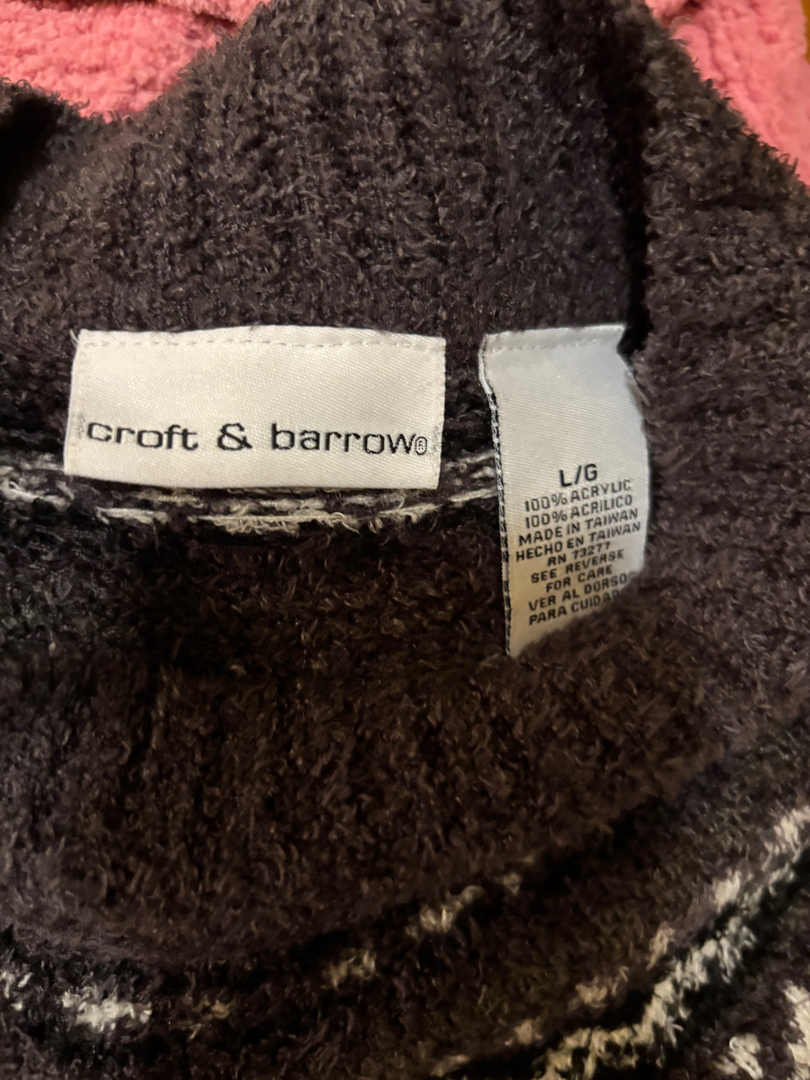 croft & barrow®
L/G
100% ACRYLIC
100% ACRILICO
MADE IN TAIWAN
HECHO EN TAIWAN
RN 73277
SEE REVERSE
FOR CARE
VER AL DORSO
PARA CUIDAR